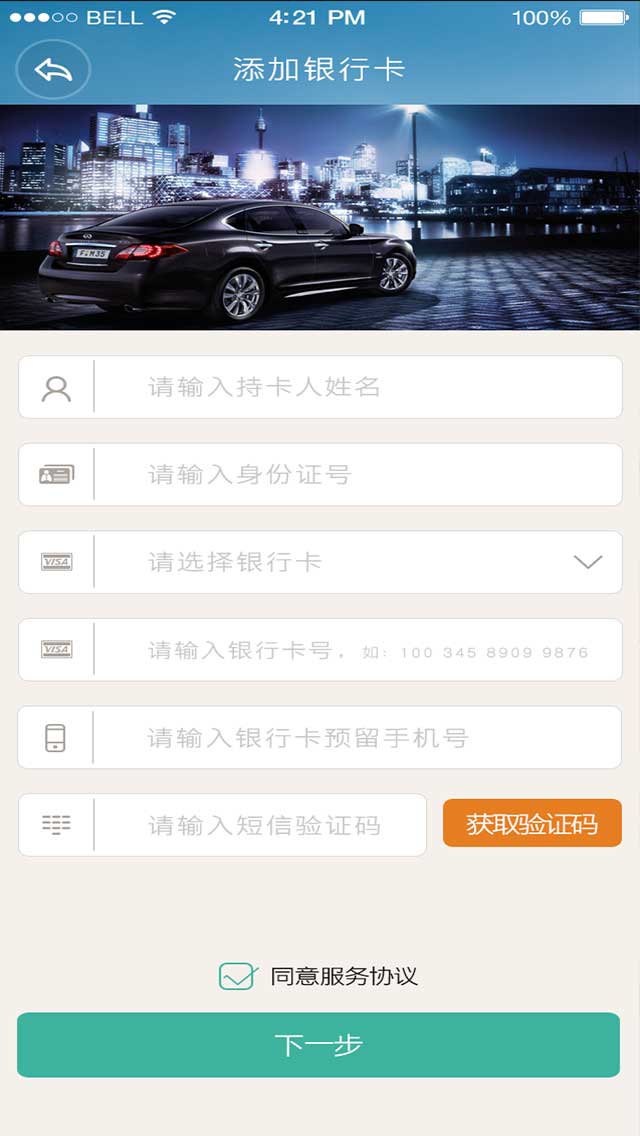 BELL 4:21 PM 100%
添加银行卡
F·M35
请输入持卡人姓名
请输入身份证号
VISA 请选择银行卡
VISA 请输入银行卡号，如：100 345 8909 9876
请输入银行卡预留手机号
请输入短信验证码 获取验证码
同意服务协议
下一步